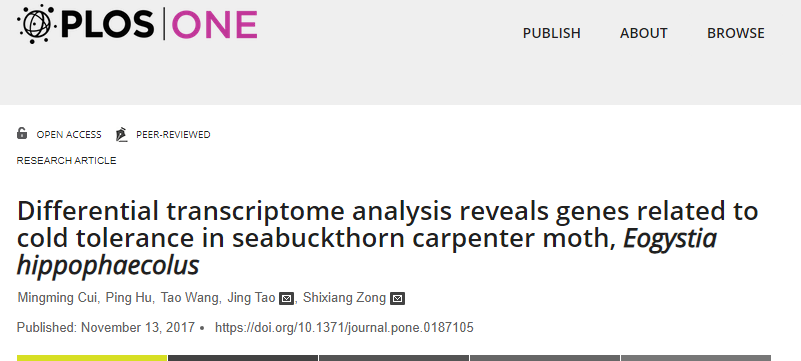 PLOS ONE
PUBLISH ABOUT BROWSE
OPEN ACCESS PEER-REVIEWED
RESEARCH ARTICLE
Differential transcriptome analysis reveals genes related to
cold tolerance in seabuckthorn carpenter moth, Eogystia
hippophaecolus
Mingming Cui, Ping Hu, Tao Wang, Jing Tao, Shixiang Zong
Published: November 13, 2017 • https://doi.org/10.1371/journal.pone.0187105